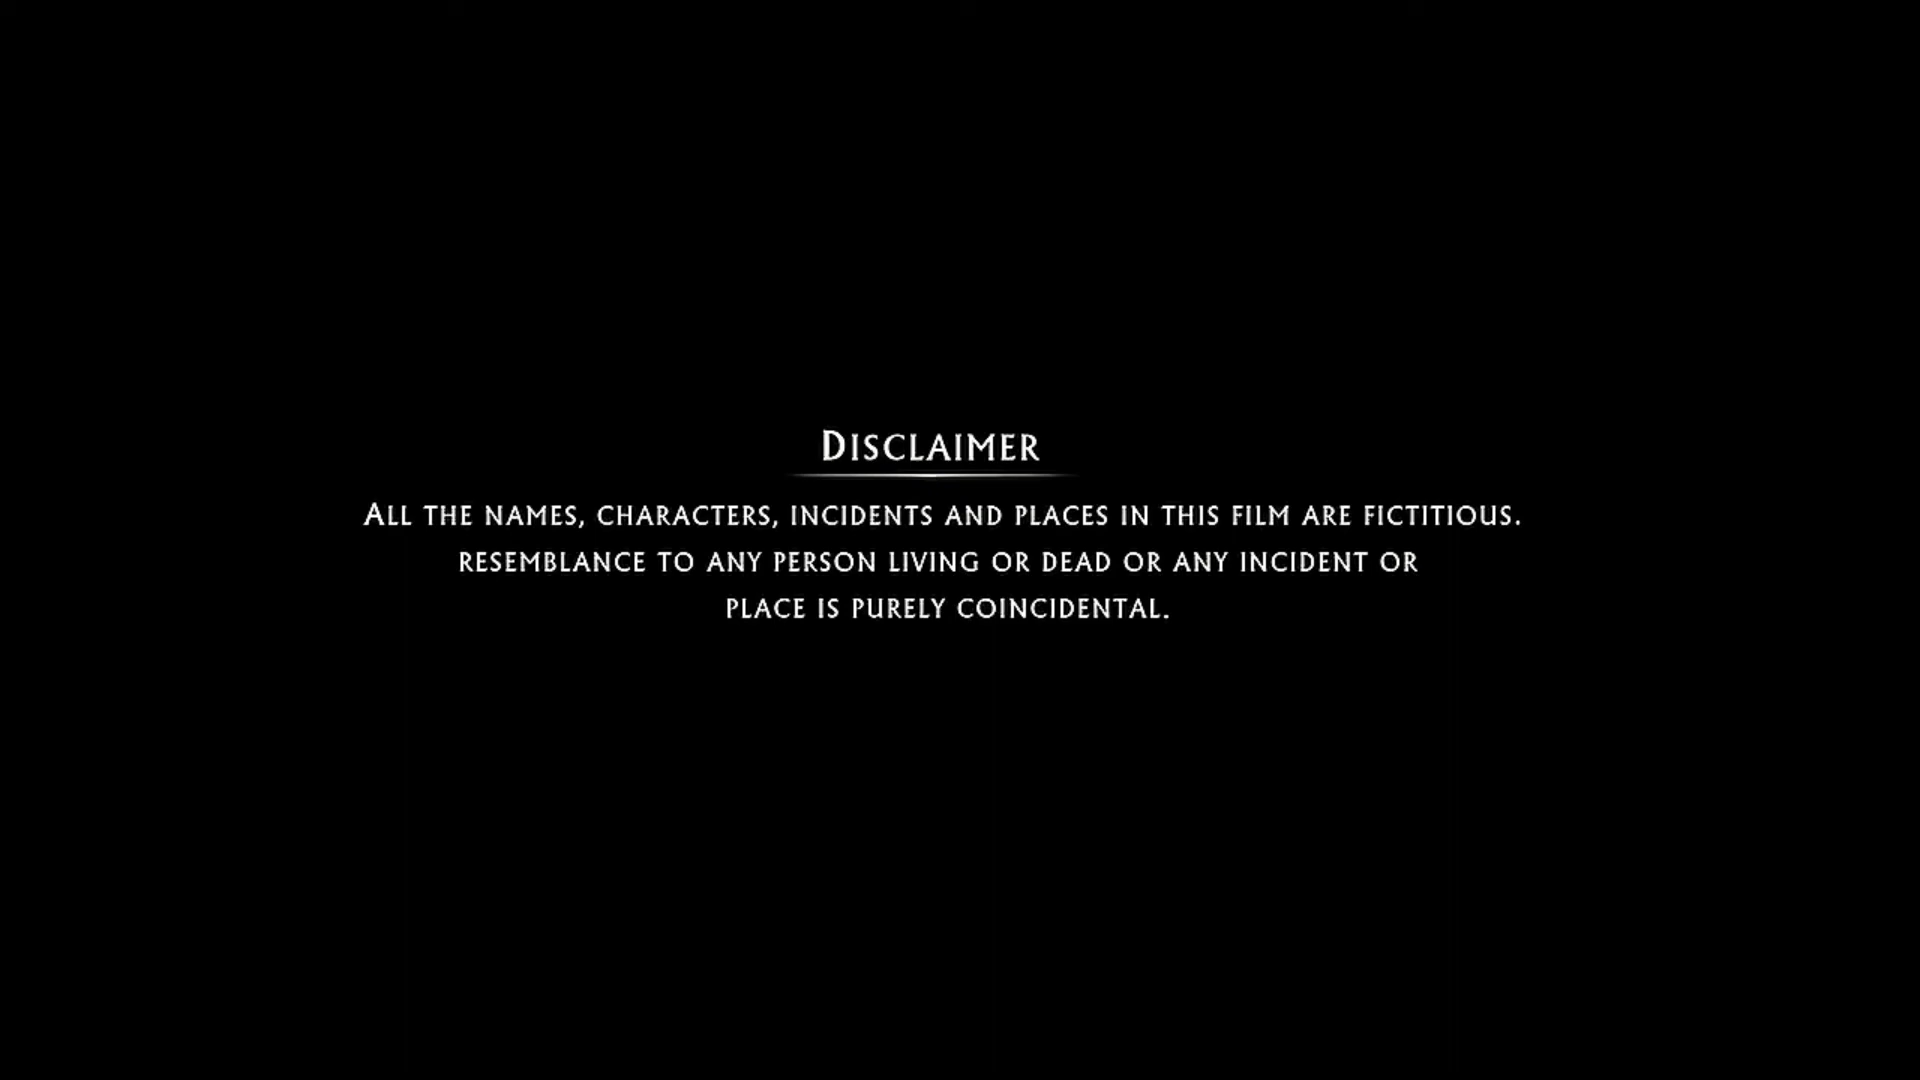 DISCLAIMER
ALL THE NAMES, CHARACTERS, INCIDENTS AND PLACES IN THIS FILM ARE FICTITIOUS.
RESEMBLANCE TO ANY PERSON LIVING OR DEAD OR ANY INCIDENT OR
PLACE IS PURELY COINCIDENTAL.